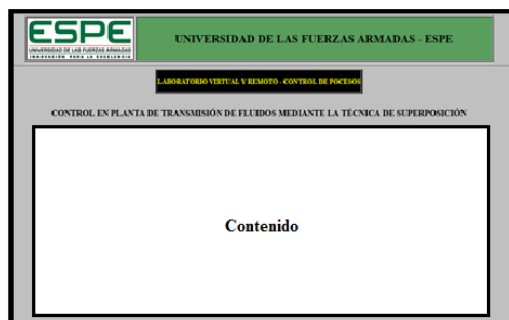 ESPE
UNIVERSIDAD DE LAS FUERZAS ARMADAS
INNOVACIÓN PARA LA EXCELENCIA
UNIVERSIDAD DE LAS FUERZAS ARMADAS - ESPE
LABORATORIO VIRTUAL Y REMOTO - CONTROL DE POCESOS
CONTROL EN PLANTA DE TRANSMISIÓN DE FLUIDOS MEDIANTE LA TÉCNICA DE SUPERPOSICIÓN
Contenido